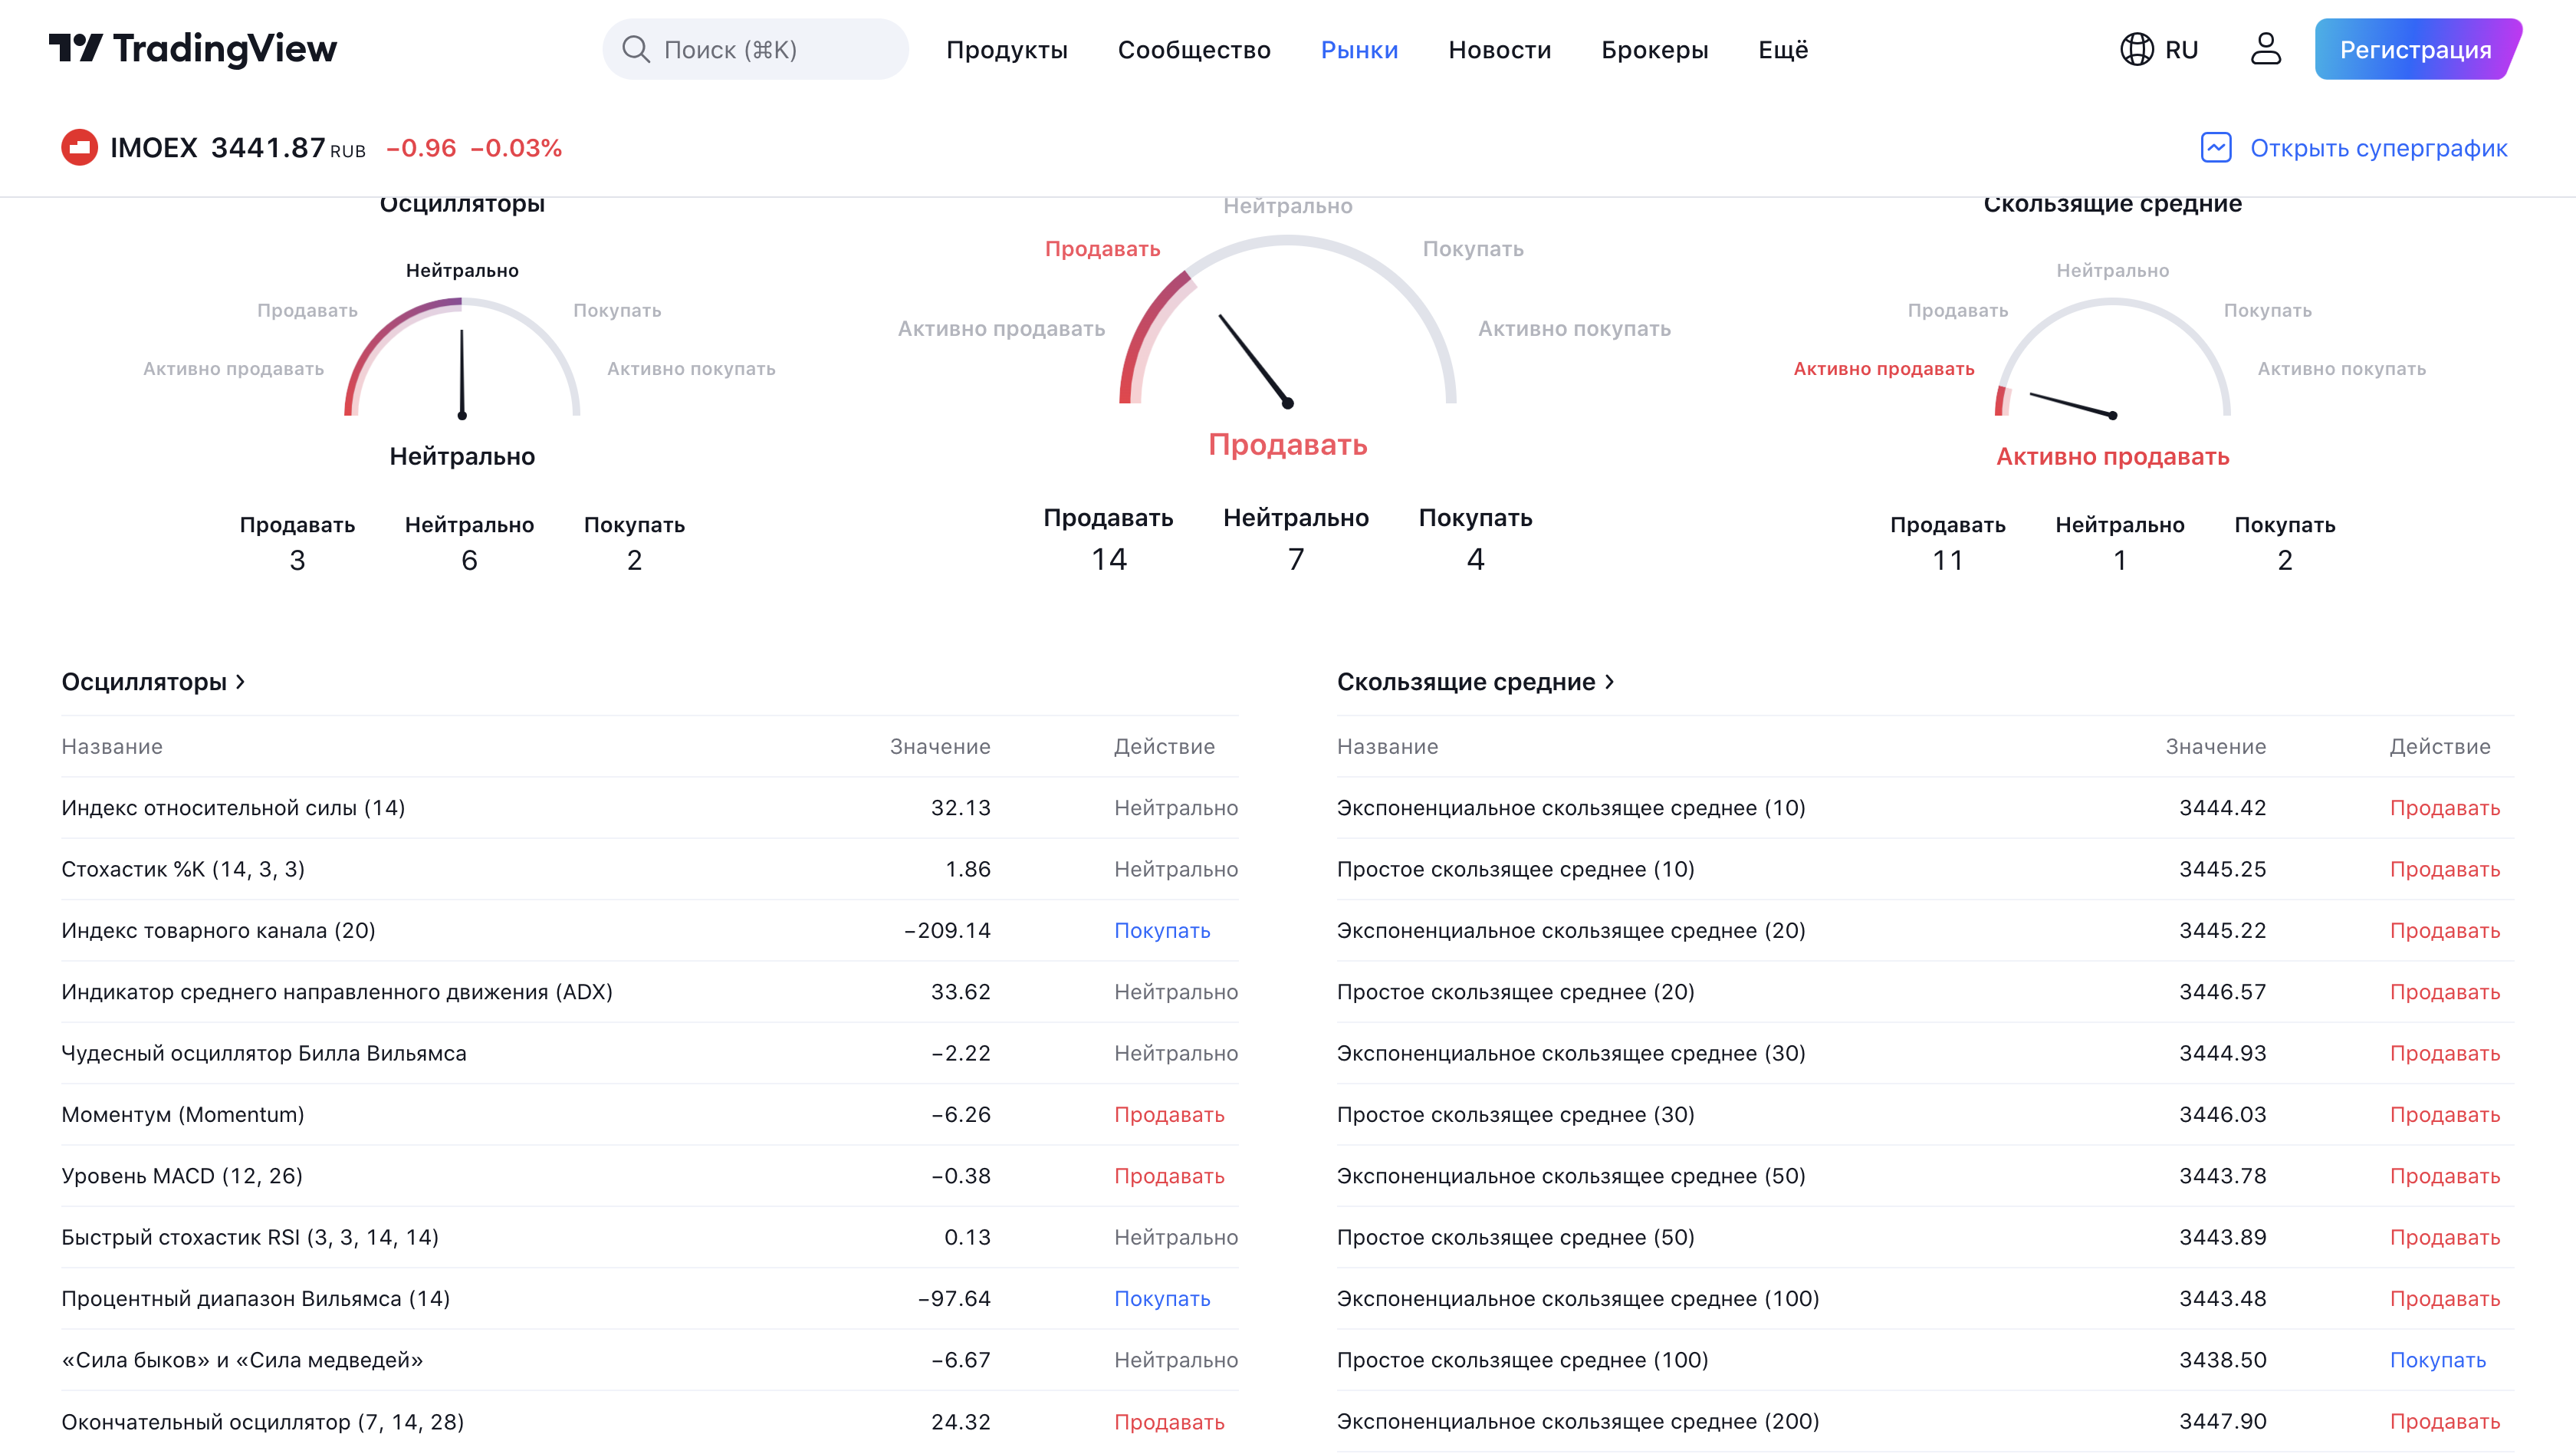 TradingView
Поиск (⌘K)
Продукты Сообщество Рынки Новости Брокеры Ещё
RU
Регистрация
IMOEX 3441.87 RUB −0.96 −0.03%
Открыть суперграфик
Осцилляторы
Нейтрально
Продавать Покупать
Активно продавать Активно покупать
Нейтрально
Продавать Нейтрально Покупать
3 6 2
Нейтрально
Продавать Покупать
Активно продавать Активно покупать
Продавать
Продавать Нейтрально Покупать
14 7 4
Скользящие средние
Нейтрально
Продавать Покупать
Активно продавать Активно покупать
Активно продавать
Продавать Нейтрально Покупать
11 1 2
Осцилляторы
Название Значение Действие
Индекс относительной силы (14) 32.13 Нейтрально
Стохастик %K (14, 3, 3) 1.86 Нейтрально
Индекс товарного канала (20) −209.14 Покупать
Индикатор среднего направленного движения (ADX) 33.62 Нейтрально
Чудесный осциллятор Билла Вильямса −2.22 Нейтрально
Моментум (Momentum) −6.26 Продавать
Уровень MACD (12, 26) −0.38 Продавать
Быстрый стохастик RSI (3, 3, 14, 14) 0.13 Нейтрально
Процентный диапазон Вильямса (14) −97.64 Покупать
«Сила быков» и «Сила медведей» −6.67 Нейтрально
Окончательный осциллятор (7, 14, 28) 24.32 Продавать
Скользящие средние
Название Значение Действие
Экспоненциальное скользящее среднее (10) 3444.42 Продавать
Простое скользящее среднее (10) 3445.25 Продавать
Экспоненциальное скользящее среднее (20) 3445.22 Продавать
Простое скользящее среднее (20) 3446.57 Продавать
Экспоненциальное скользящее среднее (30) 3444.93 Продавать
Простое скользящее среднее (30) 3446.03 Продавать
Экспоненциальное скользящее среднее (50) 3443.78 Продавать
Простое скользящее среднее (50) 3443.89 Продавать
Экспоненциальное скользящее среднее (100) 3443.48 Продавать
Простое скользящее среднее (100) 3438.50 Покупать
Экспоненциальное скользящее среднее (200) 3447.90 Продавать